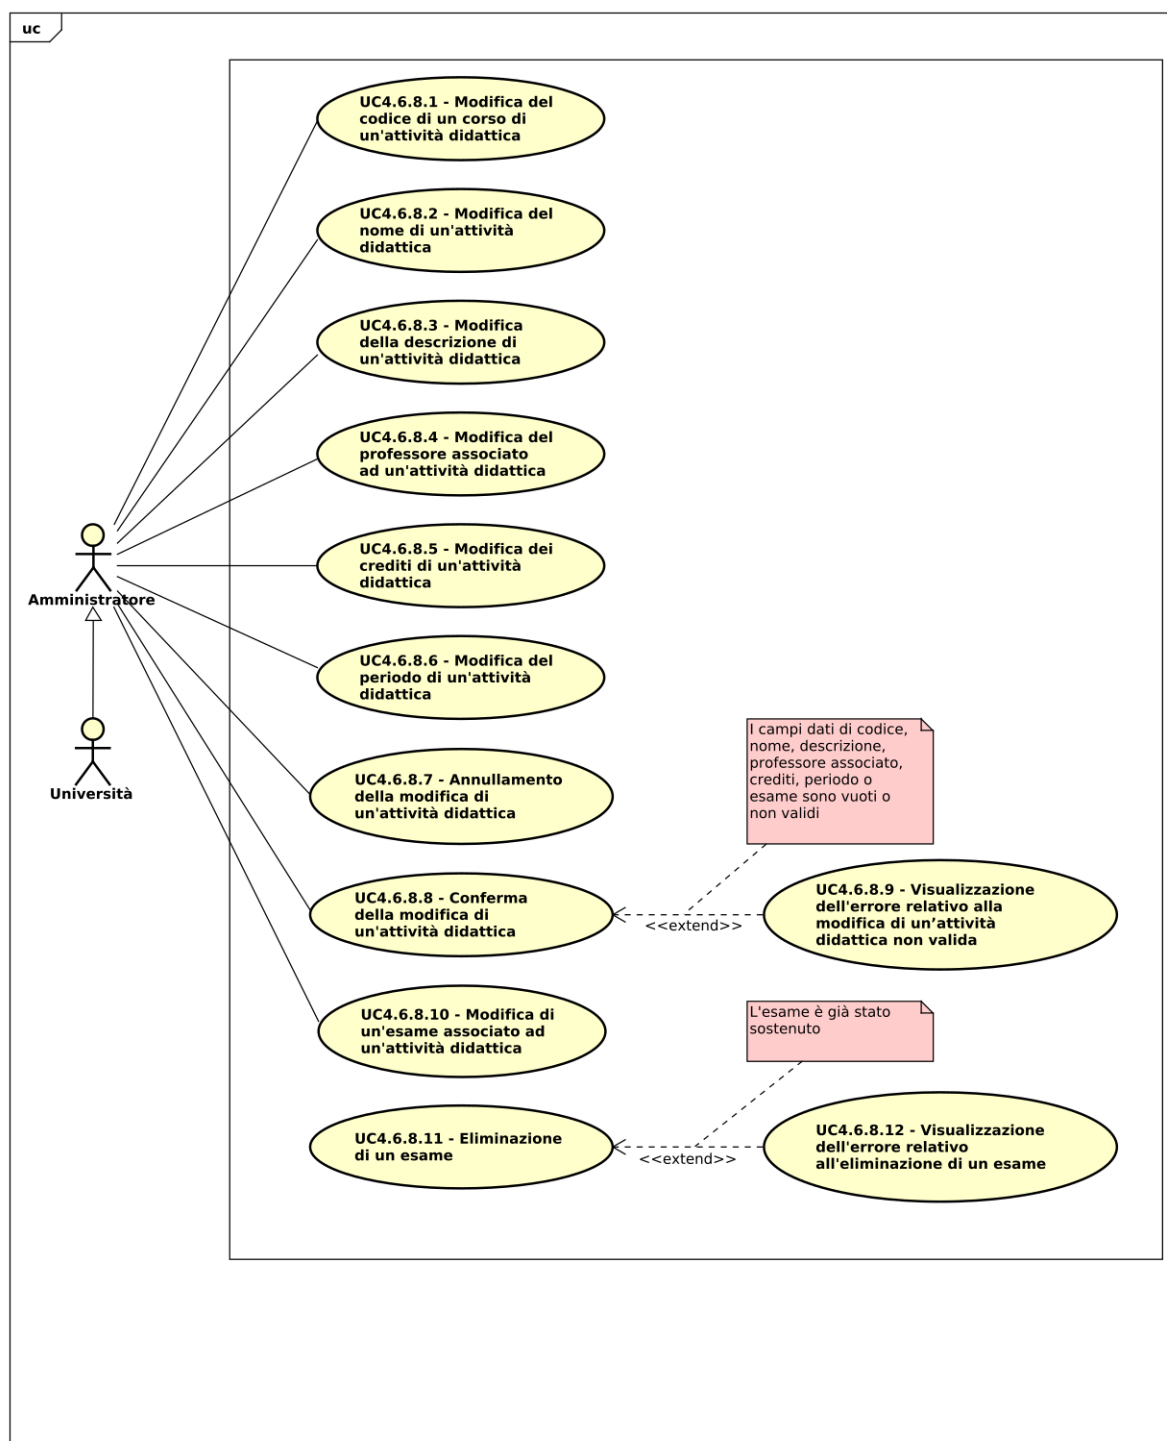 uc
UC4.6.8.1 - Modifica del
codice di un corso di
un'attività didattica
UC4.6.8.2 - Modifica del
nome di un'attività
didattica
UC4.6.8.3 - Modifica
della descrizione di
un'attività didattica
UC4.6.8.4 - Modifica del
professore associato
ad un'attività didattica
UC4.6.8.5 - Modifica dei
crediti di un'attività
didattica
Amministratore
UC4.6.8.6 - Modifica del
periodo di un'attività
didattica
Università
UC4.6.8.7 - Annullamento
della modifica di
un'attività didattica
I campi dati di codice,
nome, descrizione,
professore associato,
crediti, periodo o
esame sono vuoti o
non validi
UC4.6.8.8 - Conferma
della modifica di
un'attività didattica
<<extend>>
UC4.6.8.9 - Visualizzazione
dell'errore relativo alla
modifica di un’attività
didattica non valida
UC4.6.8.10 - Modifica di
un'esame associato ad
un'attività didattica
L'esame è già stato
sostenuto
UC4.6.8.11 - Eliminazione
di un esame
<<extend>>
UC4.6.8.12 - Visualizzazione
dell'errore relativo
all'eliminazione di un esame